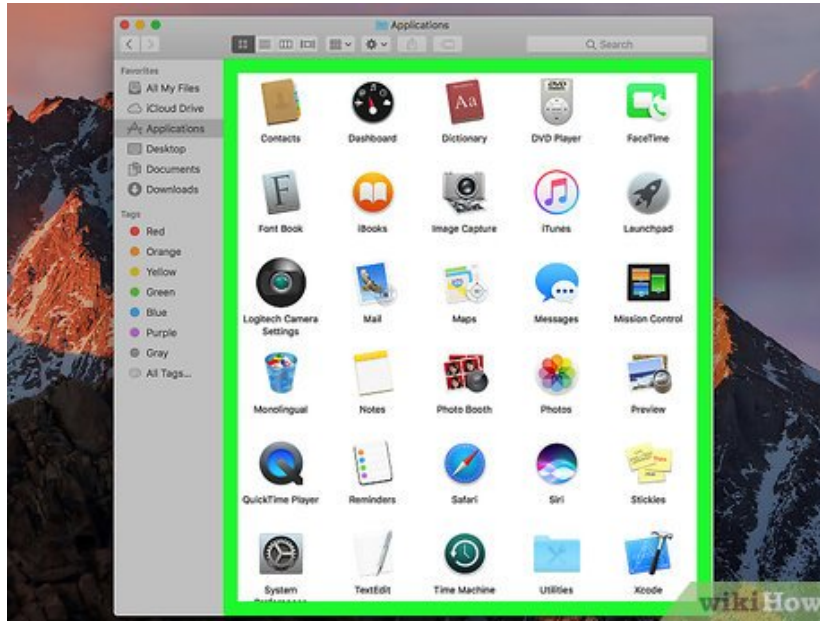 Applications
Search
Favorites
All My Files
iCloud Drive
Applications
Desktop
Documents
Downloads
Tags
Red
Orange
Yellow
Green
Blue
Purple
Gray
All Tags...
Contacts
Dashboard
Aa
Dictionary
DVD
DVD Player
FaceTime
F
Font Book
iBooks
Image Capture
iTunes
Launchpad
Logitech Camera
Settings
Mail
Maps
Messages
Mission Control
Monolingual
Notes
Photo Booth
Photos
Preview
QuickTime Player
Reminders
Safari
Siri
Stickies
System
TextEdit
Time Machine
Utilities
Xcode
wikiHow